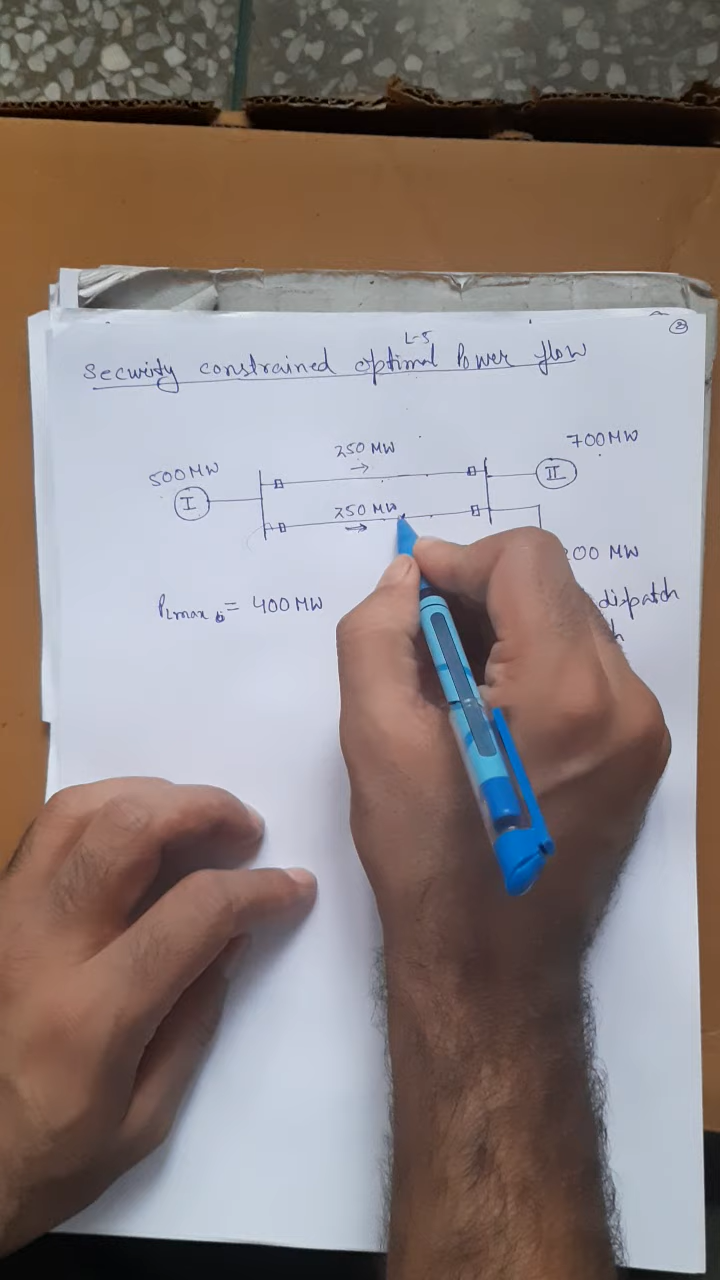 ②
L-5
Security constrained optimal Power flow
250 MW
700 MW
500 MW
I
II
250 MW
00 MW
PLmax = 400 MW
dispatch
h